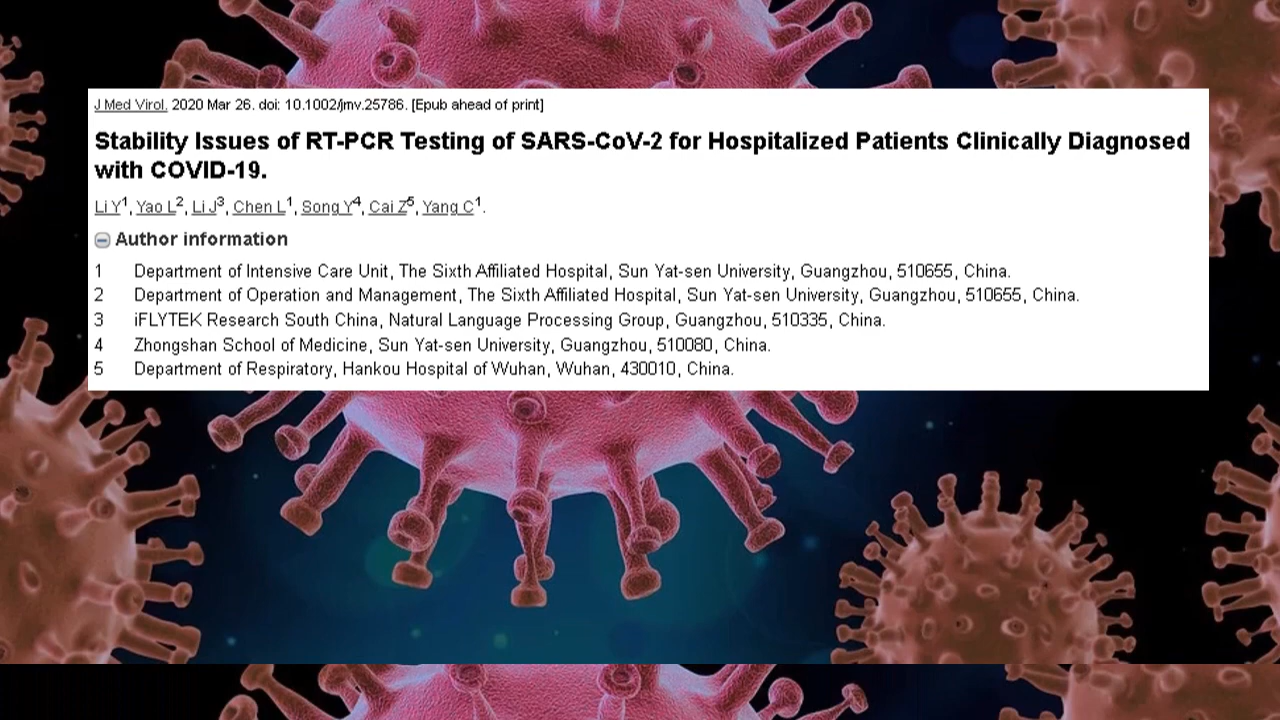 J Med Virol. 2020 Mar 26. doi: 10.1002/jmv.25786. [Epub ahead of print]
Stability Issues of RT-PCR Testing of SARS-CoV-2 for Hospitalized Patients Clinically Diagnosed
with COVID-19.
Li Y1, Yao L2, Li J3, Chen L1, Song Y4, Cai Z5, Yang C1.
Author information
1 Department of Intensive Care Unit, The Sixth Affiliated Hospital, Sun Yat-sen University, Guangzhou, 510655, China.
2 Department of Operation and Management, The Sixth Affiliated Hospital, Sun Yat-sen University, Guangzhou, 510655, China.
3 iFLYTEK Research South China, Natural Language Processing Group, Guangzhou, 510335, China.
4 Zhongshan School of Medicine, Sun Yat-sen University, Guangzhou, 510080, China.
5 Department of Respiratory, Hankou Hospital of Wuhan, Wuhan, 430010, China.